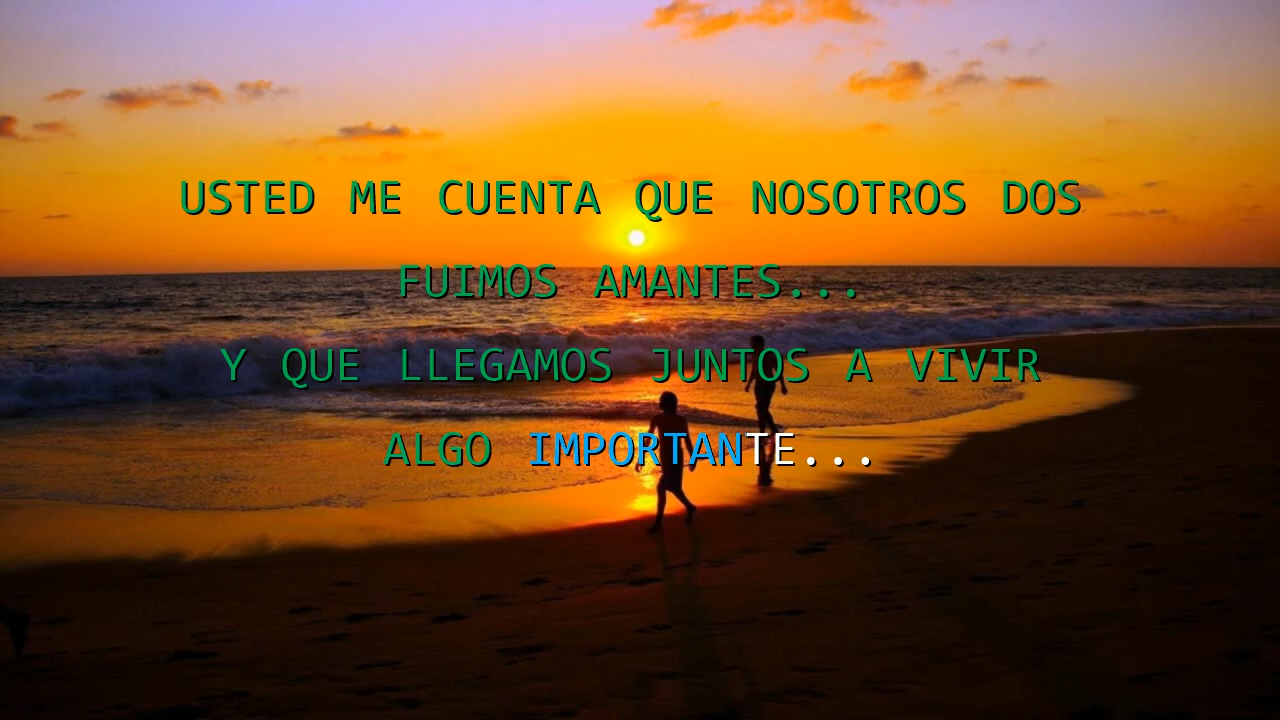 USTED ME CUENTA QUE NOSOTROS DOS
FUIMOS AMANTES...
Y QUE LLEGAMOS JUNTOS A VIVIR
ALGO IMPORTANTE...